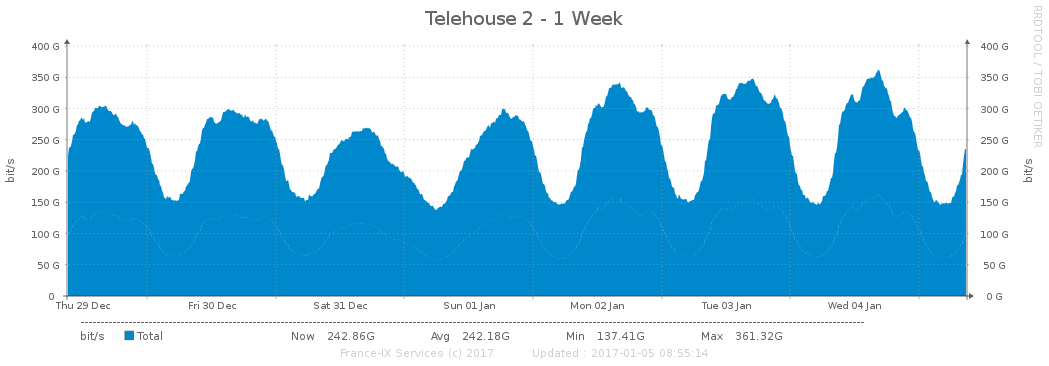 Telehouse 2 - 1 Week
RRDTOOL / TOBI OETIKER
bit/s
400 G
350 G
300 G
250 G
200 G
150 G
100 G
50 G
0
400 G
350 G
300 G
250 G
200 G
150 G
100 G
50 G
0 G
bit/s
Thu 29 Dec Fri 30 Dec Sat 31 Dec Sun 01 Jan Mon 02 Jan Tue 03 Jan Wed 04 Jan
bit/s Total Now 242.86G Avg 242.18G Min 137.41G Max 361.32G
France-IX Services (c) 2017 Updated : 2017-01-05 08:55:14